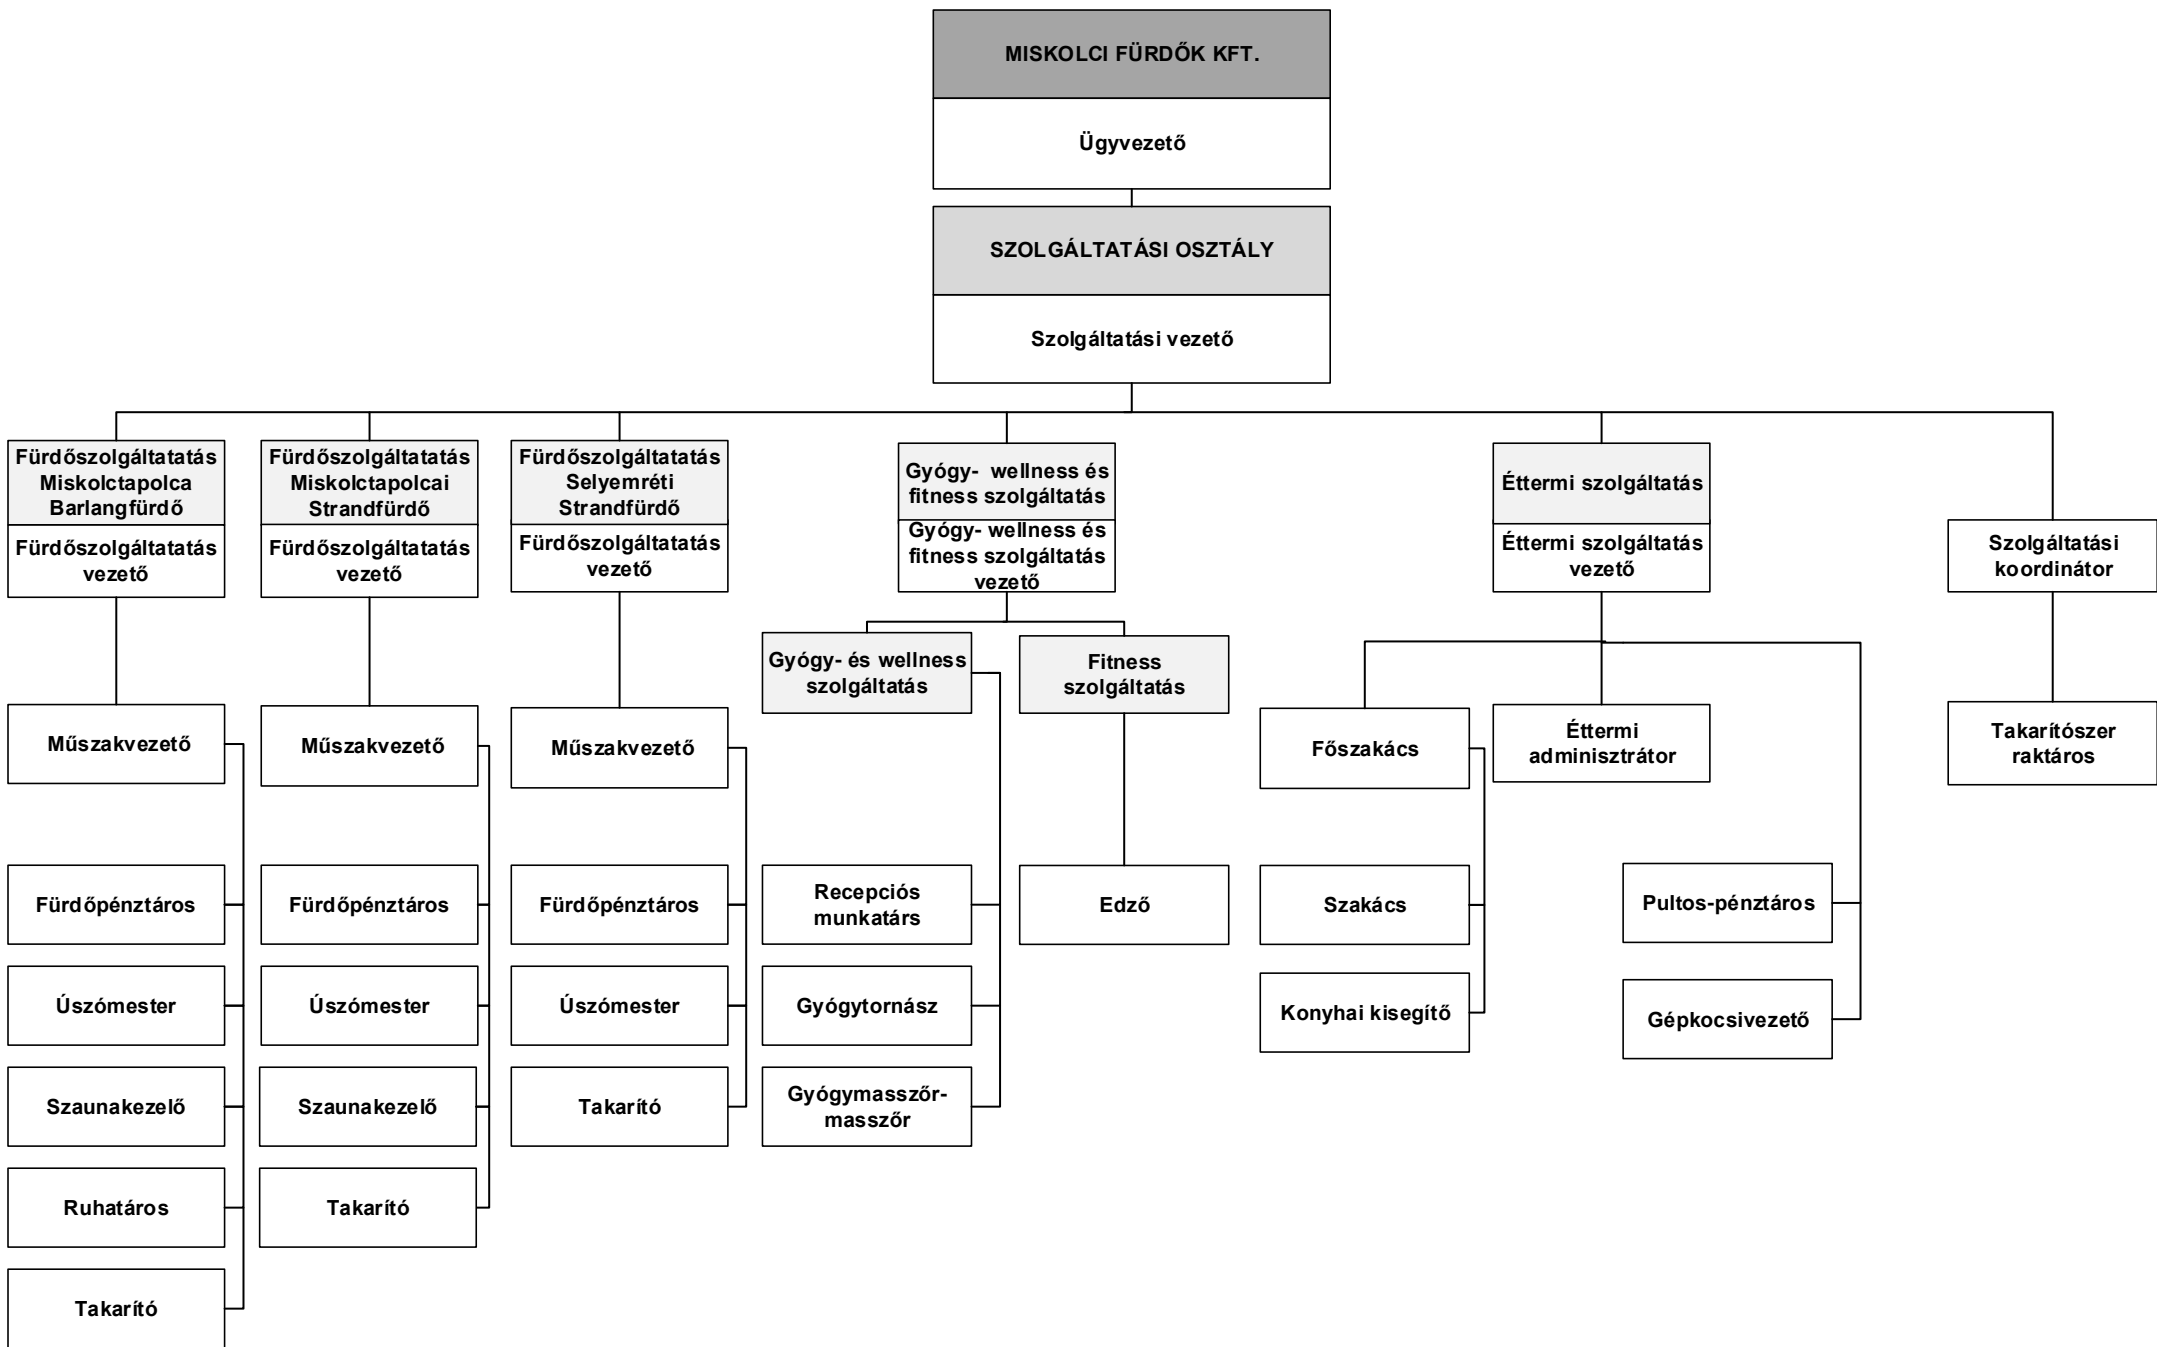 MISKOLCI FÜRDŐK KFT.
Ügyvezető
SZOLGÁLTATÁSI OSZTÁLY
Szolgáltatási vezető
Fürdőszolgáltatatás
Miskolctapolca
Barlangfürdő
Fürdőszolgáltatatás
vezető
Fürdőszolgáltatatás
Miskolctapolcai
Strandfürdő
Fürdőszolgáltatatás
vezető
Fürdőszolgáltatatás
Selyemréti
Strandfürdő
Fürdőszolgáltatatás
vezető
Gyógy- wellness és
fitness szolgáltatás
Gyógy- wellness és
fitness szolgáltatás
vezető
Éttermi szolgáltatás
Éttermi szolgáltatás
vezető
Szolgáltatási
koordinátor
Gyógy- és wellness
szolgáltatás
Fitness
szolgáltatás
Műszakvezető
Műszakvezető
Műszakvezető
Főszakács
Éttermi
adminisztrátor
Takarítószer
raktáros
Fürdőpénztáros
Fürdőpénztáros
Fürdőpénztáros
Recepciós
munkatárs
Edző
Szakács
Pultos-pénztáros
Úszómester
Úszómester
Úszómester
Gyógytornász
Konyhai kisegítő
Gépkocsivezető
Szaunakezelő
Szaunakezelő
Takarító
Gyógymasszőr-
masszőr
Ruhatáros
Takarító
Takarító